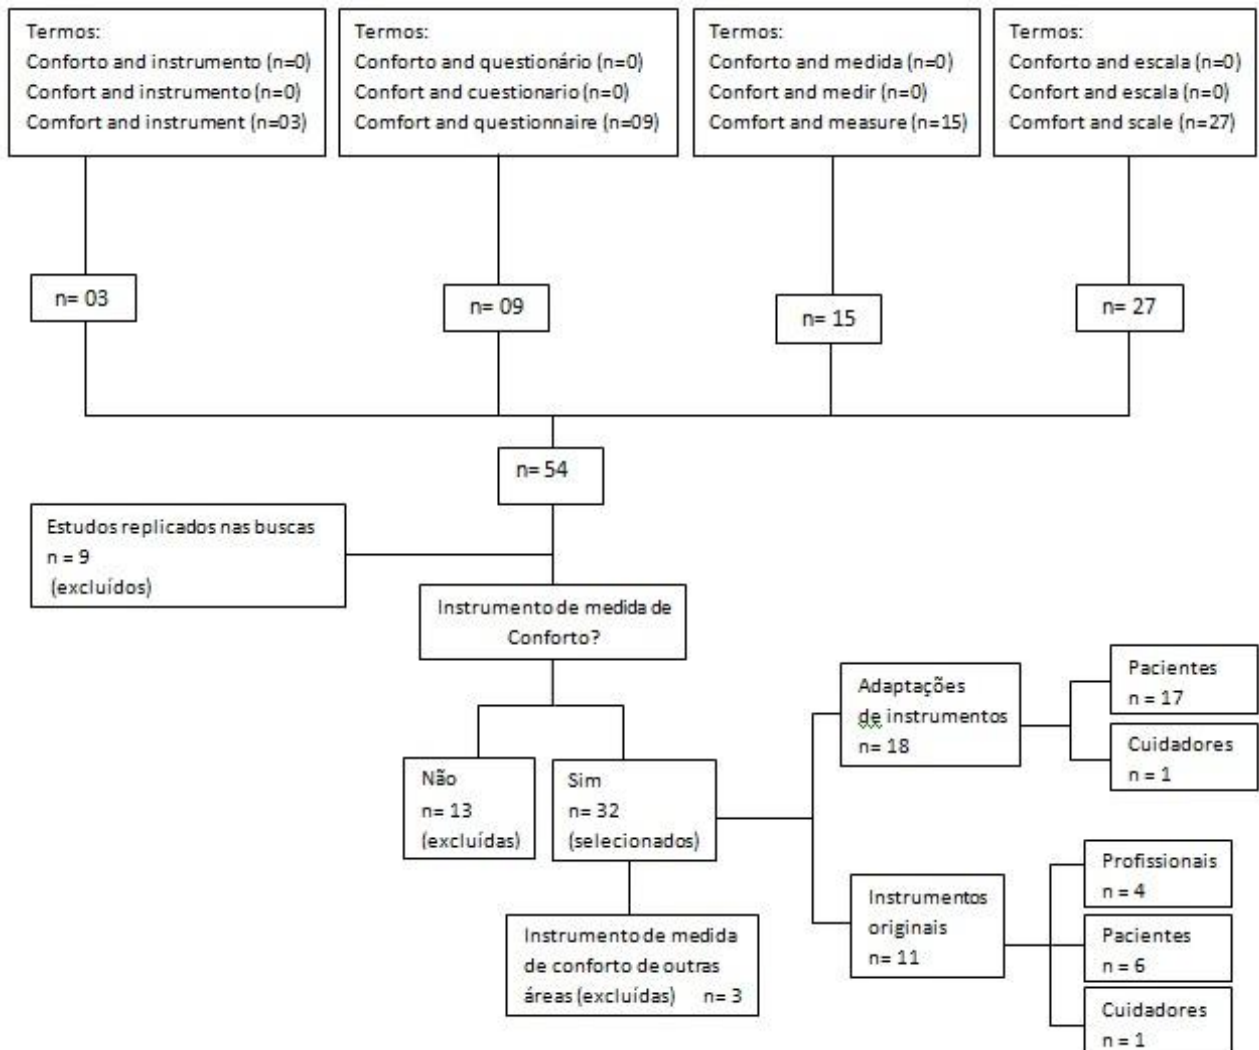 Termos:
Conforto and instrumento (n=0)
Confort and instrumento (n=0)
Comfort and instrument (n=03)
Termos:
Conforto and questionário (n=0)
Confort and cuestionario (n=0)
Comfort and questionnaire (n=09)
Termos:
Conforto and medida (n=0)
Confort and medir (n=0)
Comfort and measure (n=15)
Termos:
Conforto and escala (n=0)
Confort and escala (n=0)
Comfort and scale (n=27)
n= 03
n= 09
n= 15
n= 27
n= 54
Estudos replicados nas buscas
n = 9
(excluídos)
Instrumento de medida de
Conforto?
Não
n= 13
(excluídas)
Sim
n= 32
(selecionados)
Instrumento de medida
de conforto de outras
áreas (excluídas) n= 3
Adaptações
de instrumentos
n= 18
Pacientes
n = 17
Cuidadores
n = 1
Instrumentos
originais
n= 11
Profissionais
n = 4
Pacientes
n = 6
Cuidadores
n = 1